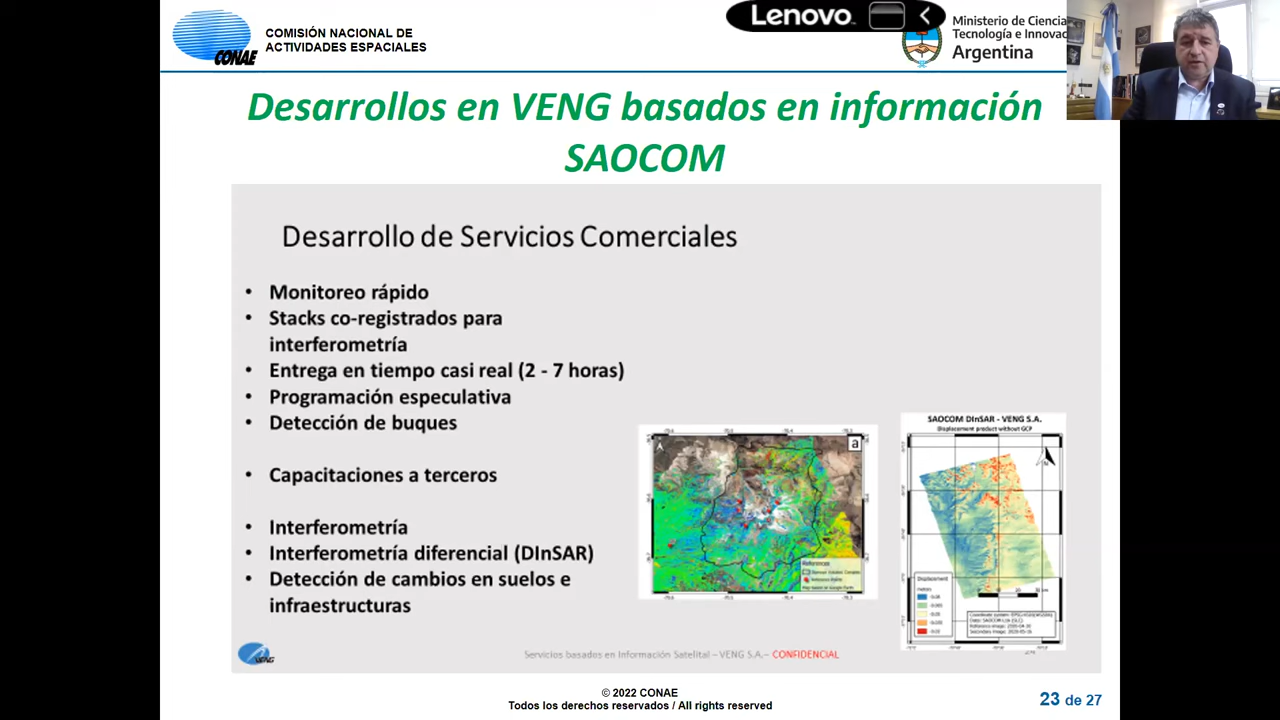 Lenovo
COMISIÓN NACIONAL DE
ACTIVIDADES ESPACIALES
CONAE
Ministerio de Ciencia
Tecnología e Innovac
Argentina
Desarrollos en VENG basados en información
SAOCOM
Desarrollo de Servicios Comerciales
• Monitoreo rápido
• Stacks co-registrados para
interferometría
• Entrega en tiempo casi real (2 - 7 horas)
• Programación especulativa
• Detección de buques
• Capacitaciones a terceros
• Interferometría
• Interferometría diferencial (DInSAR)
• Detección de cambios en suelos e
infraestructuras
a
References
SAOCOM DInSAR - VENG S.A.
Displacement product without GCP
N
Displacement
VENG
Servicios basados en Información Satelital – VENG S.A.– CONFIDENCIAL
© 2022 CONAE
Todos los derechos reservados / All rights reserved
23 de 27